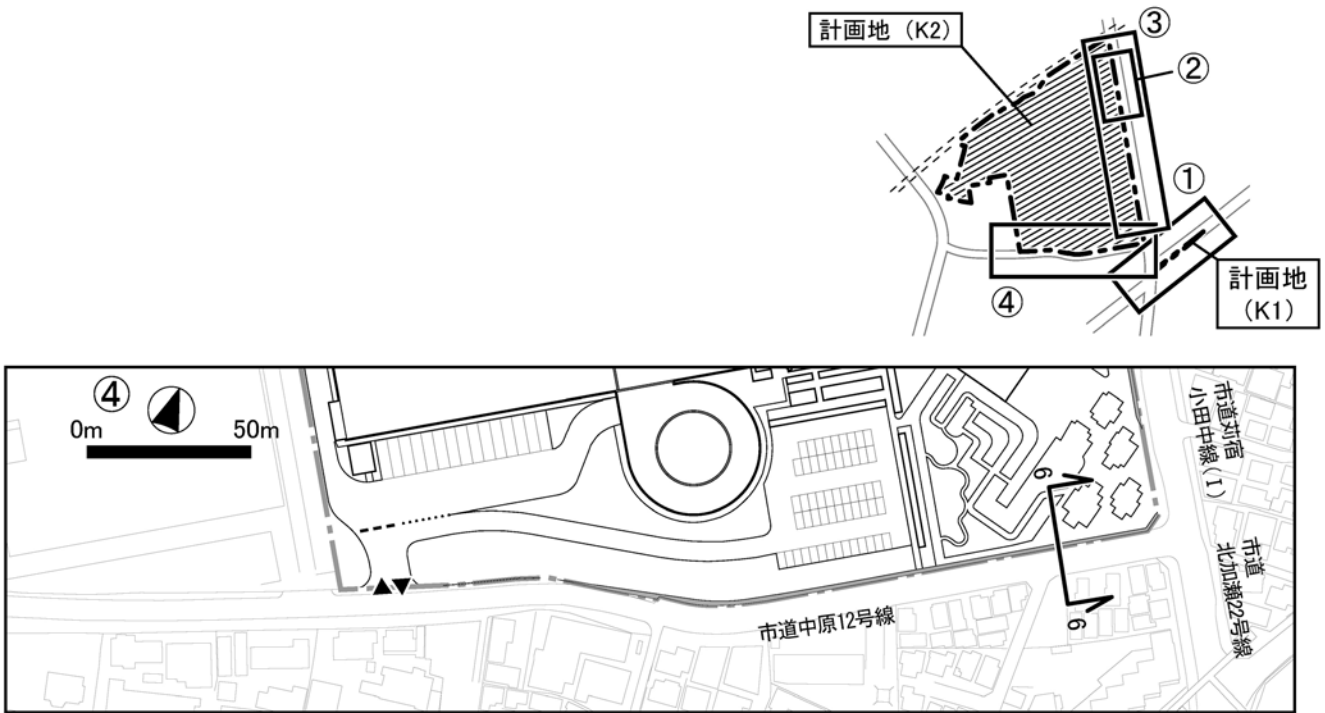 計画地 (K2)
③
②
①
④
計画地
(K1)
④
0m 50m
市道苅宿
小田中線(I)
6
6
市道
北加瀬22号線
市道中原12号線